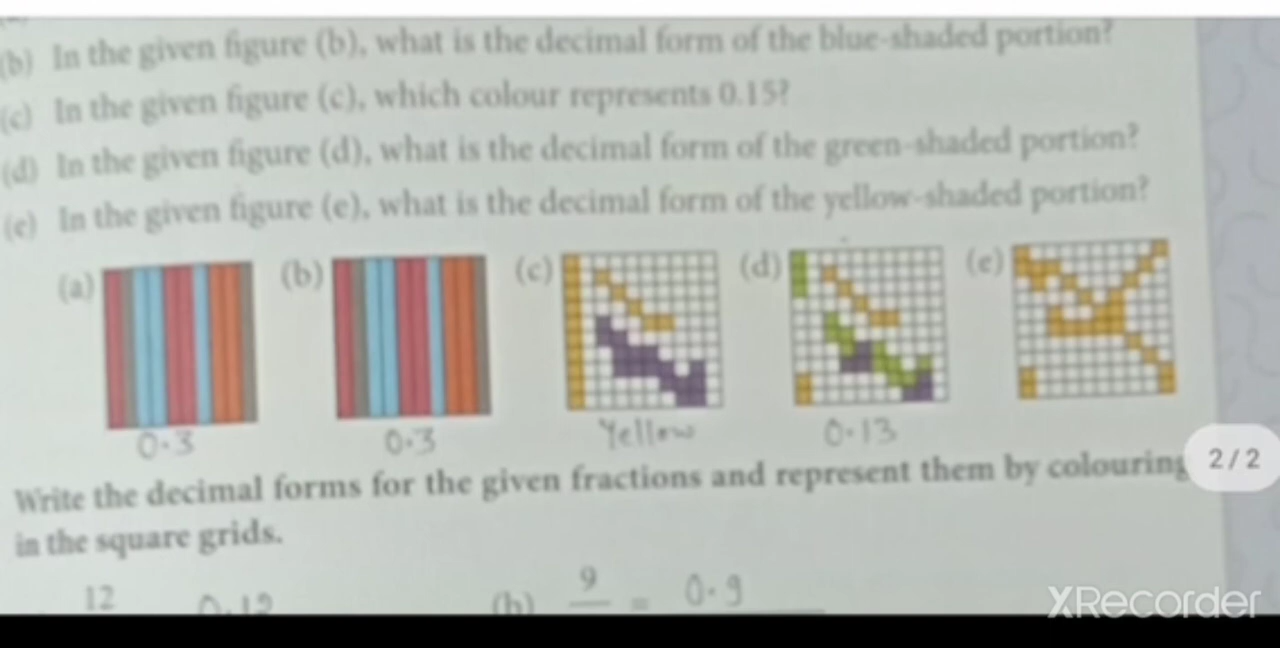 (b) In the given figure (b), what is the decimal form of the blue-shaded portion?
(c) In the given figure (c), which colour represents 0.15?
(d) In the given figure (d), what is the decimal form of the green-shaded portion?
(e) In the given figure (e), what is the decimal form of the yellow-shaded portion?
(a) (b) (c) (d) (e)
0.3 0.3 Yellow 0.13
2/2
Write the decimal forms for the given fractions and represent them by colouring
in the square grids.
12 0.12 (b) 9 = 0.9
XRecorder